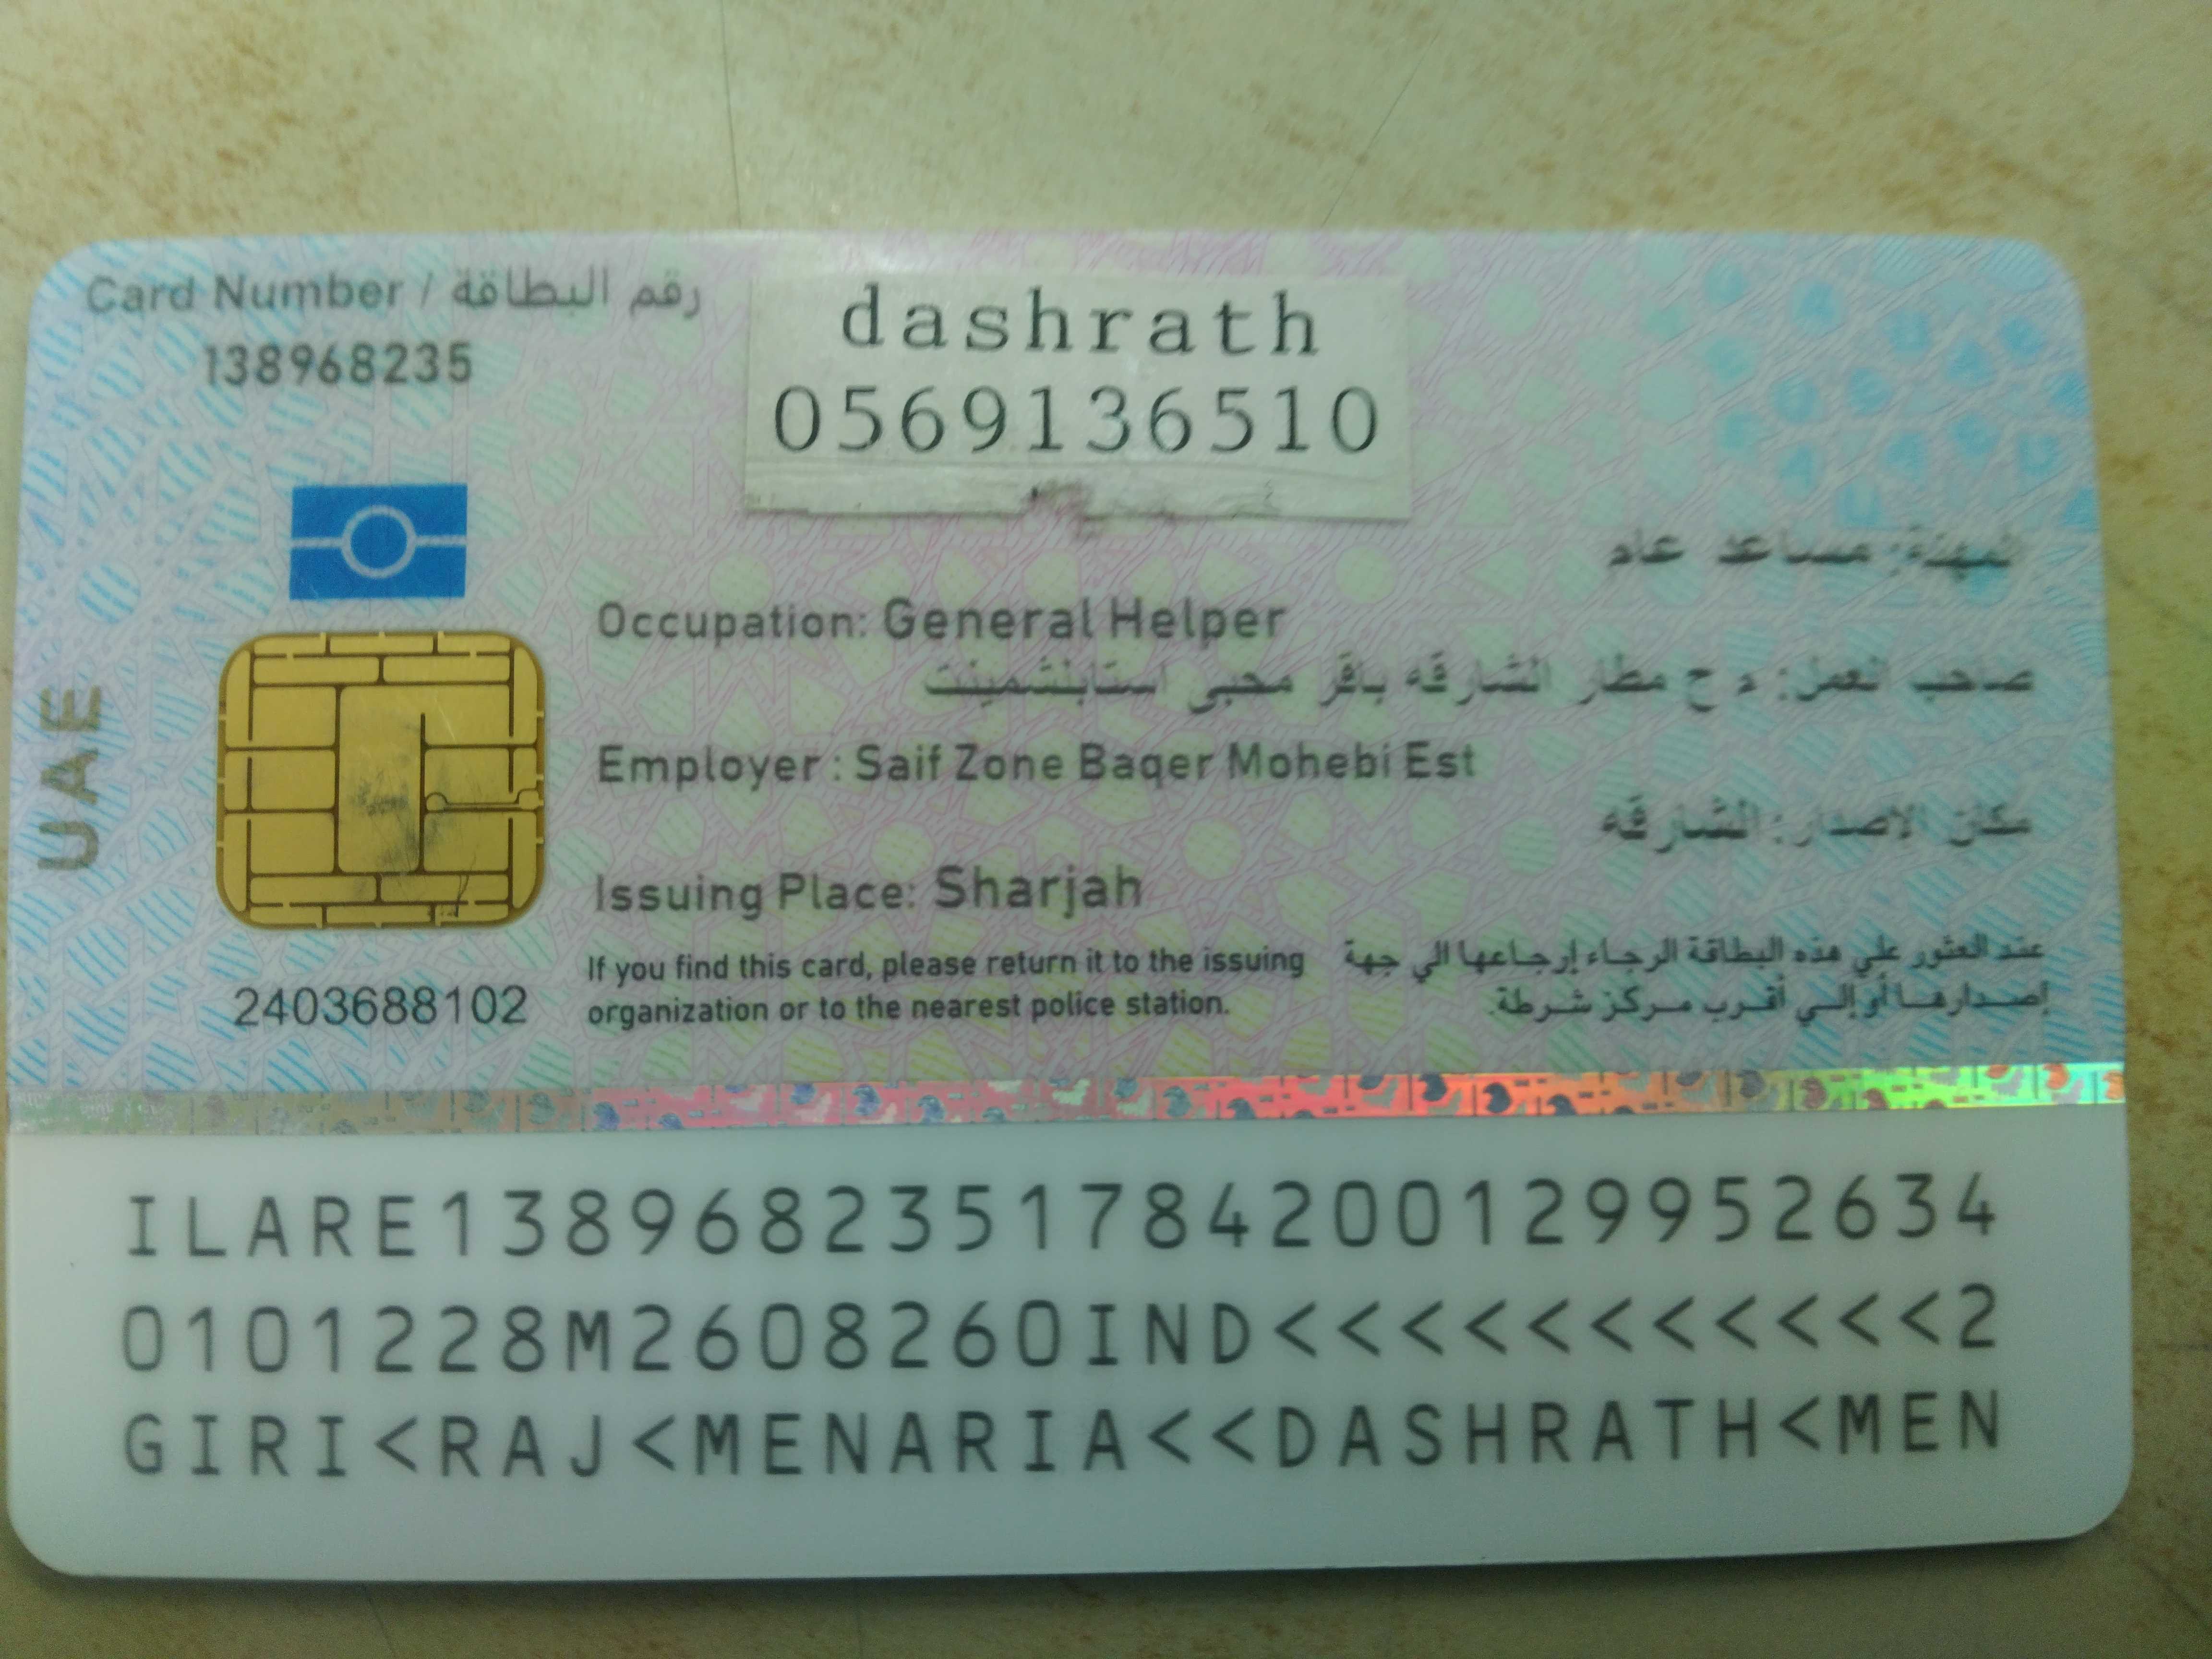 Card Number / رقم البطاقة
138968235
dashrath
0569136510
المهنة: مساعد عام
Occupation: General Helper
صاحب العمل: م ح مطار الشارقه باقر محبى استابلشمينت
Employer : Saif Zone Baqer Mohebi Est
مكان الاصدار: الشارقه
Issuing Place: Sharjah
UAE
2403688102
If you find this card, please return it to the issuing
organization or to the nearest police station.
عند العثور علي هذه البطاقة الرجاء إرجاعها الي جهة
إصدارها أو إلي أقرب مركز شرطة.
ILARE1389682351784200129952634
0101228M2608260IND<<<<<<<<<<<2
GIRI<RAJ<MENARIA<<DASHRATH<MEN